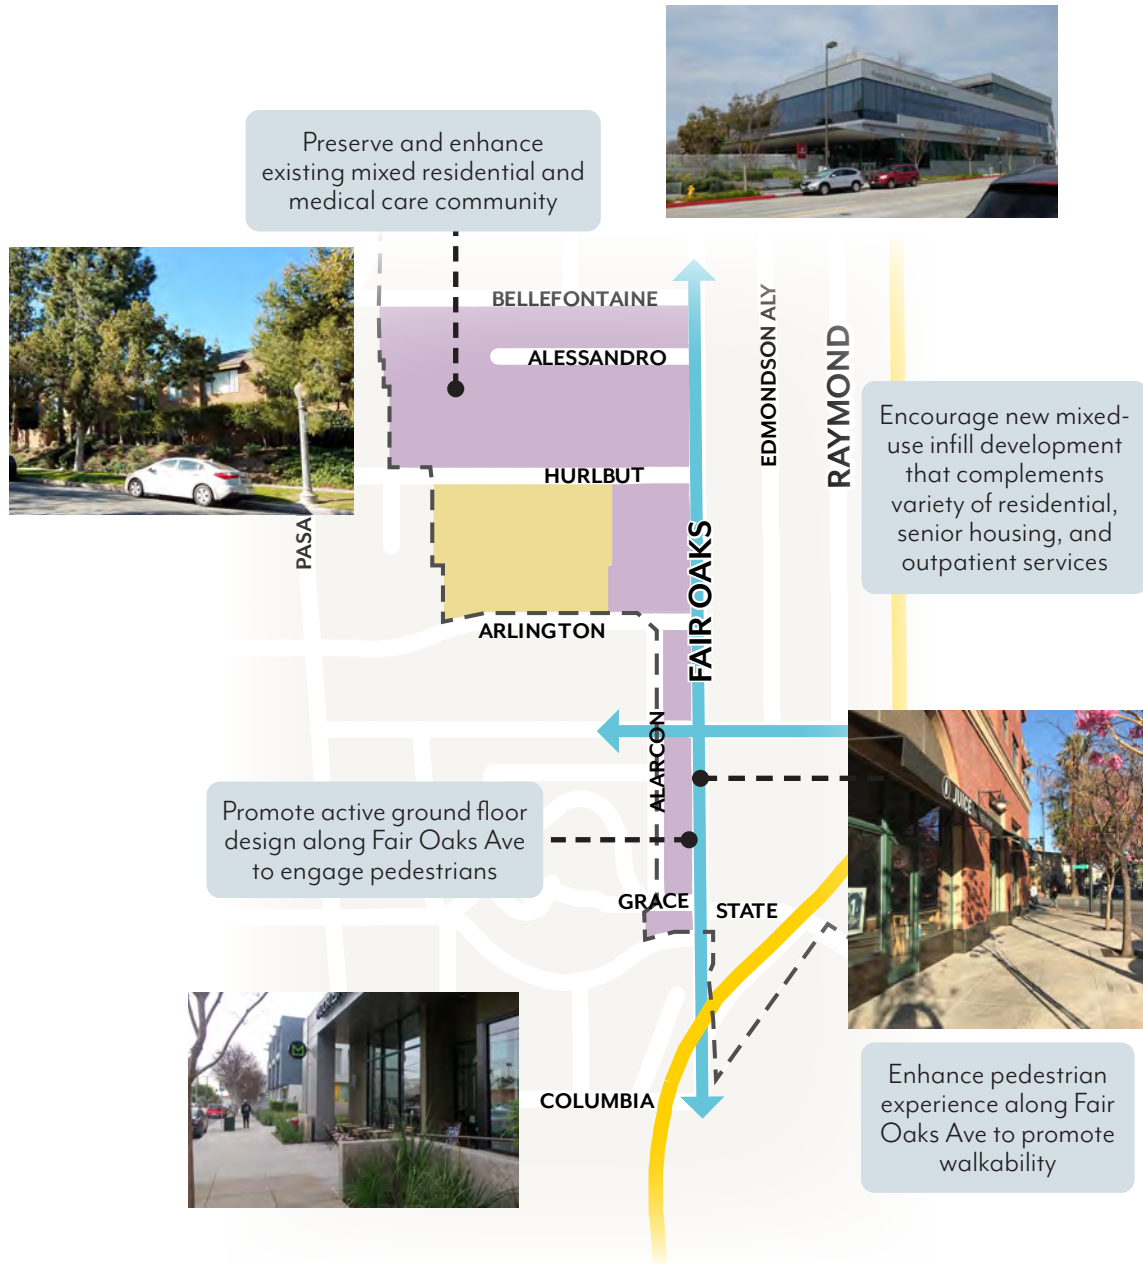 Preserve and enhance
existing mixed residential and
medical care community
BELLEFONTAINE
ALESSANDRO
EDMONDSON ALY
RAYMOND
HURLBUT
PASA
FAIR OAKS
Encourage new mixed-
use infill development
that complements
variety of residential,
senior housing, and
outpatient services
ARLINGTON
ALARCON
JUICE
Promote active ground floor
design along Fair Oaks Ave
to engage pedestrians
GRACE
STATE
COLUMBIA
Enhance pedestrian
experience along Fair
Oaks Ave to promote
walkability